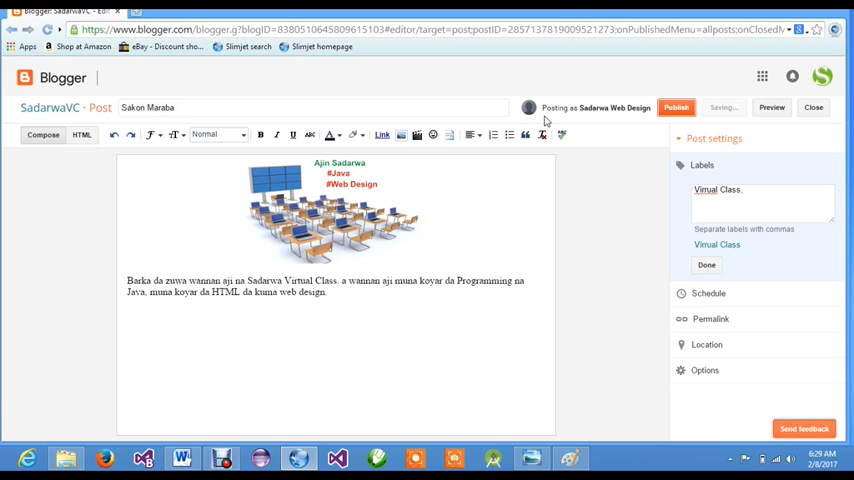 Blogger: SadarwaVC - Edi
https://www.blogger.com/blogger.g?blogID=8380510645809615103#editor/target=post;postID=2857137819009521273;onPublishedMenu=allposts;onClosedM
Apps Shop at Amazon eBay - Discount sho... Slimjet search Slimjet homepage
Blogger
SadarwaVC · Post Sakon Maraba Posting as Sadarwa Web Design Publish Saving... Preview Close
Compose HTML Normal B I U ABC A Link
Post settings
Ajin Sadarwa
#Java
#Web Design
Barka da zuwa wannan aji na Sadarwa Virtual Class. a wannan aji muna koyar da Programming na
Java, muna koyar da HTML da kuma web design.
Labels
Virrual Class,
Separate labels with commas
Virrual Class
Done
Schedule
Permalink
Location
Options
Send feedback
6:29 AM
2/8/2017